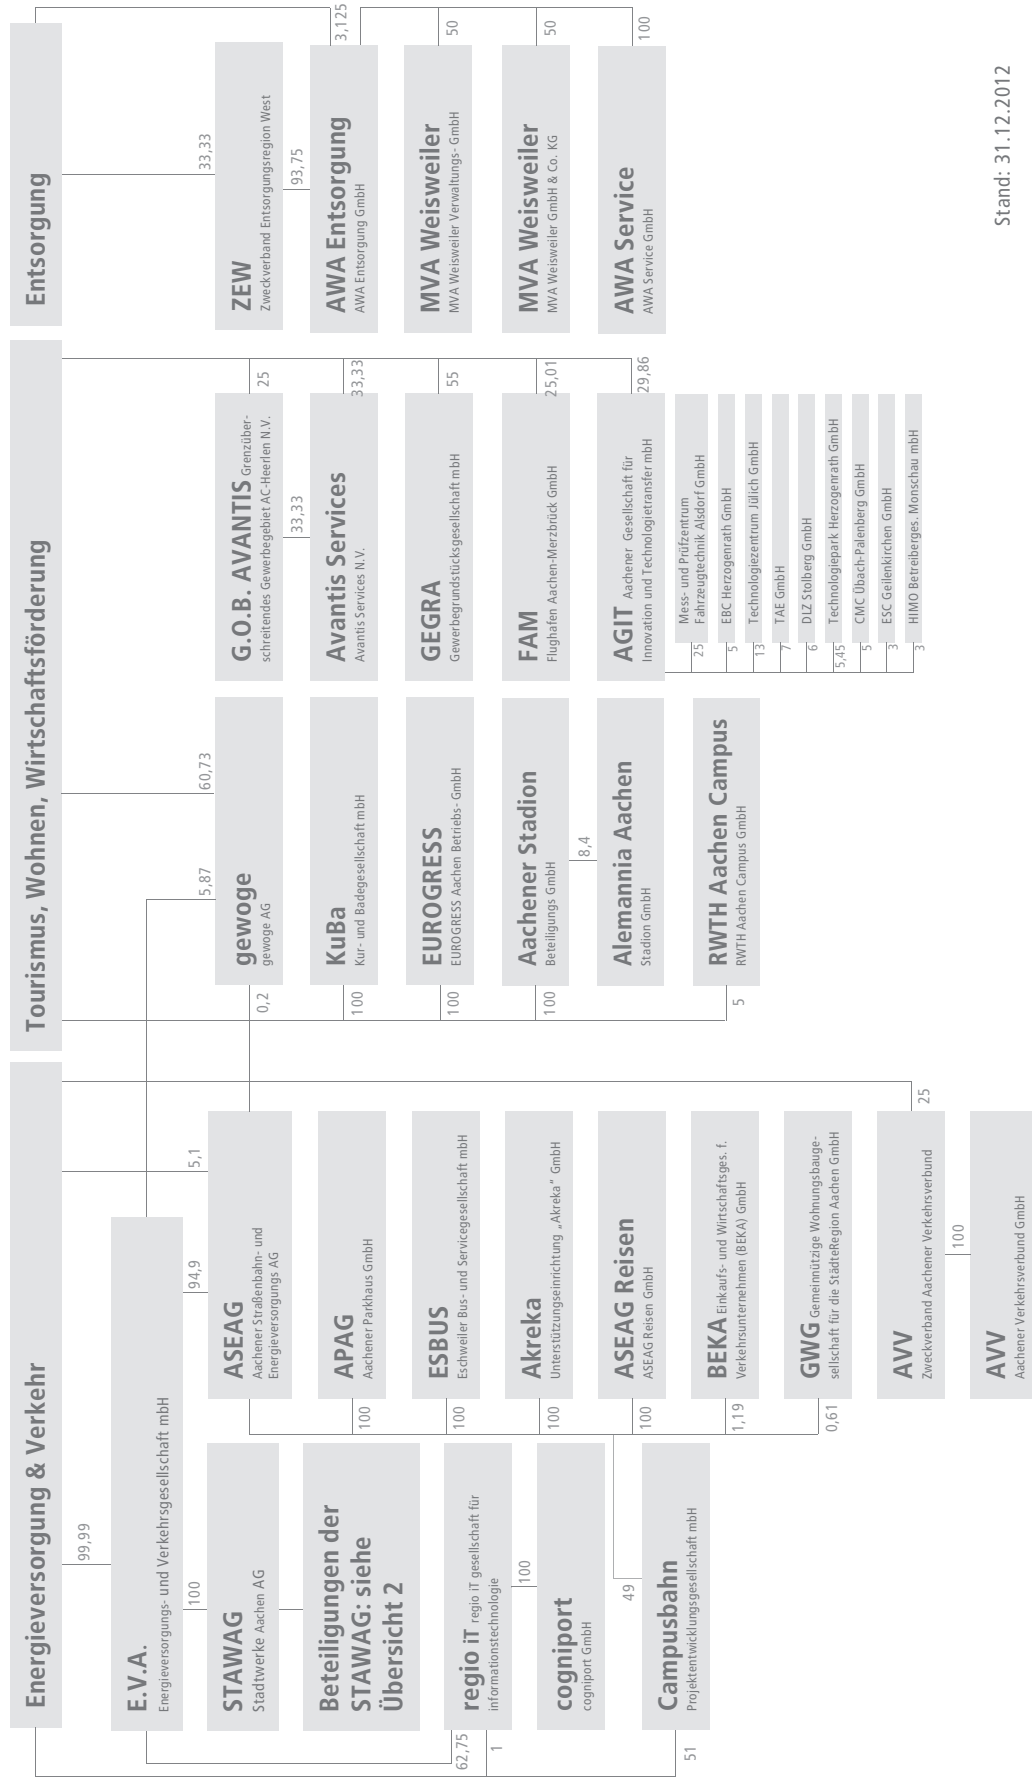 Energieversorgung & Verkehr
99,99
E.V.A.
Energieversorgungs- und Verkehrsgesellschaft mbH
100
94,9
5,1
STAWAG
Stadtwerke Aachen AG
Beteiligungen der
STAWAG: siehe
Übersicht 2
62,75
1
regio iT regio iT gesellschaft für
informationstechnologie
100
cogniport
cogniport GmbH
49
51
Campusbahn
Projektentwicklungsgesellschaft mbH
ASEAG
Aachener Straßenbahn- und
Energieversorgungs AG
100
APAG
Aachener Parkhaus GmbH
100
ESBUS
Eschweiler Bus- und Servicegesellschaft mbH
100
Akreka
Unterstützungseinrichtung „Akreka“ GmbH
100
ASEAG Reisen
ASEAG Reisen GmbH
1,19
BEKA Einkaufs- und Wirtschaftsges. f.
Verkehrsunternehmen (BEKA) GmbH
0,61
GWG Gemeinnützige Wohnungsbauge-
sellschaft für die StädteRegion Aachen GmbH
25
AVV
Zweckverband Aachener Verkehrsverbund
100
AVV
Aachener Verkehrsverbund GmbH
Tourismus, Wohnen, Wirtschaftsförderung
5,87
60,73
0,2
gewoge
gewoge AG
100
KuBa
Kur- und Badegesellschaft mbH
100
EUROGRESS
EUROGRESS Aachen Betriebs- GmbH
100
Aachener Stadion
Beteiligungs GmbH
8,4
Alemannia Aachen
Stadion GmbH
5
RWTH Aachen Campus
RWTH Aachen Campus GmbH
25
G.O.B. AVANTIS Grenzüber-
schreitendes Gewerbegebiet AC-Heerlen N.V.
33,33
33,33
Avantis Services
Avantis Services N.V.
55
GEGRA
Gewerbegrundstücksgesellschaft mbH
25,01
FAM
Flughafen Aachen-Merzbrück GmbH
29,86
AGIT Aachener Gesellschaft für
Innovation und Technologietransfer mbH
25
Mess- und Prüfzentrum
Fahrzeugtechnik Alsdorf GmbH
5
EBC Herzogenrath GmbH
13
Technologiezentrum Jülich GmbH
7
TAE GmbH
6
DLZ Stolberg GmbH
5,45
Technologiepark Herzogenrath GmbH
5
CMC Übach-Palenberg GmbH
3
ESC Geilenkirchen GmbH
3
HIMO Betreiberges. Monschau mbH
Entsorgung
33,33
ZEW
Zweckverband Entsorgungsregion West
93,75
3,125
AWA Entsorgung
AWA Entsorgung GmbH
50
MVA Weisweiler
MVA Weisweiler Verwaltungs- GmbH
50
MVA Weisweiler
MVA Weisweiler GmbH & Co. KG
100
AWA Service
AWA Service GmbH
Stand: 31.12.2012